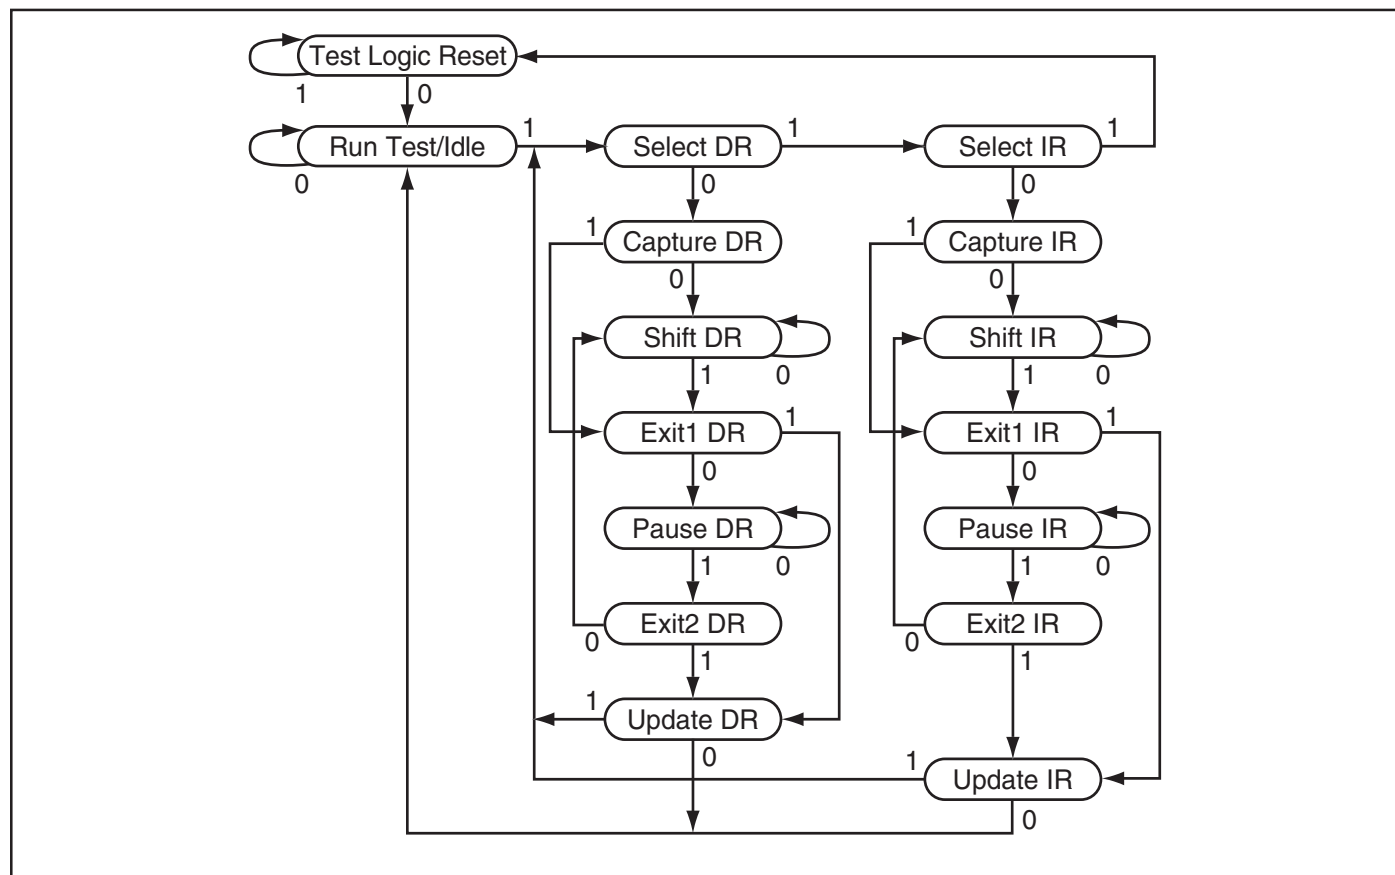 Test Logic Reset
1 0
Run Test/Idle 1 Select DR 1 Select IR 1
0 0 0
1 Capture DR 1 Capture IR
0 0
Shift DR Shift IR
1 0 1 0
Exit1 DR 1 Exit1 IR 1
0 0
Pause DR Pause IR
1 0 1 0
Exit2 DR Exit2 IR
0 1 0 1
1 Update DR
0 1 Update IR
0